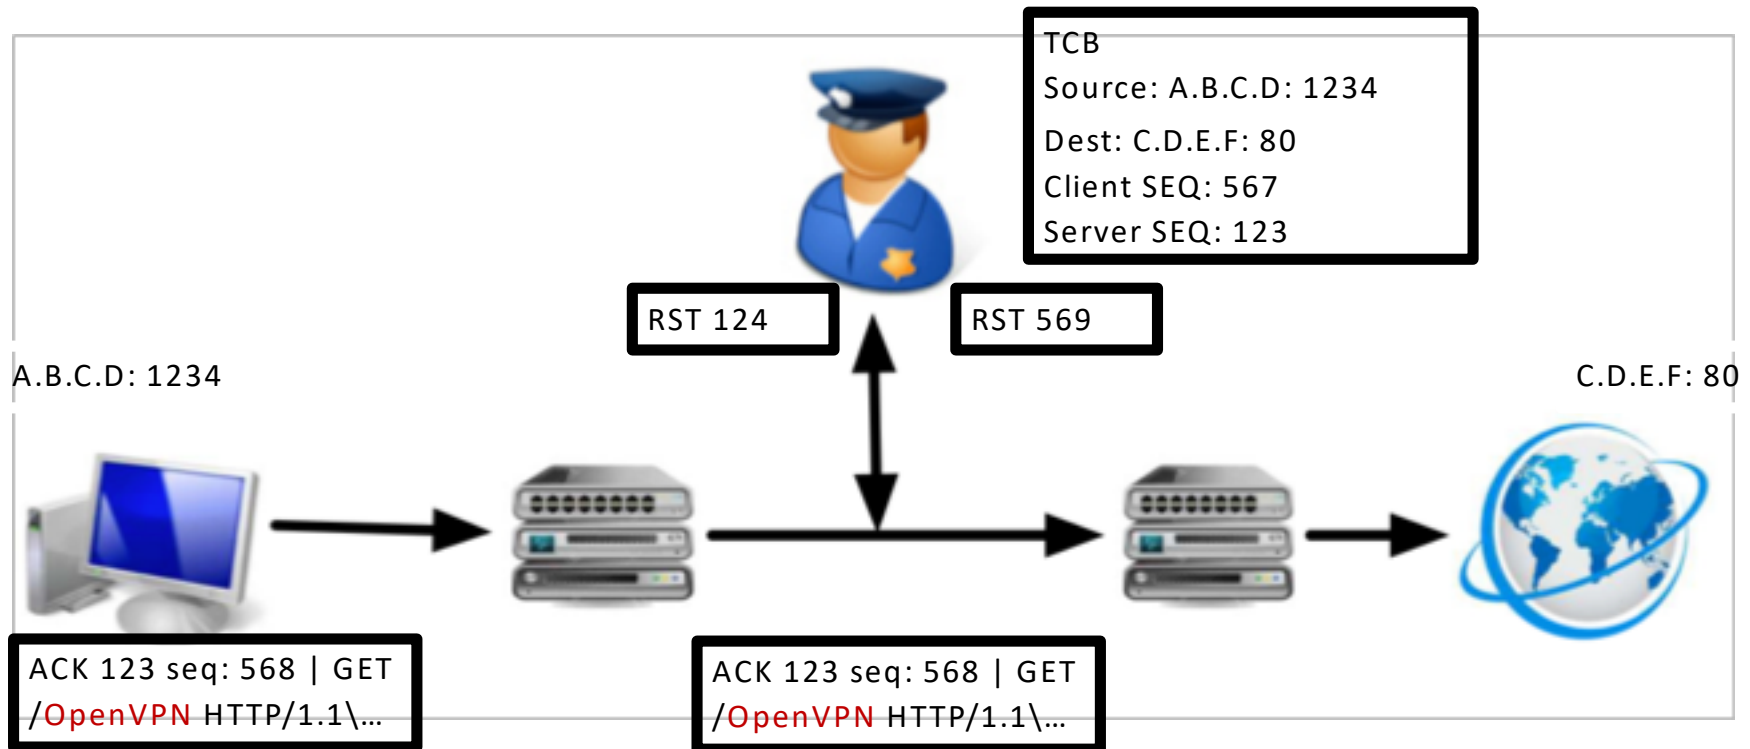 TCB
Source: A.B.C.D: 1234
Dest: C.D.E.F: 80
Client SEQ: 567
Server SEQ: 123
RST 124
RST 569
A.B.C.D: 1234
C.D.E.F: 80
ACK 123 seq: 568 | GET
/OpenVPN HTTP/1.1\...
ACK 123 seq: 568 | GET
/OpenVPN HTTP/1.1\...